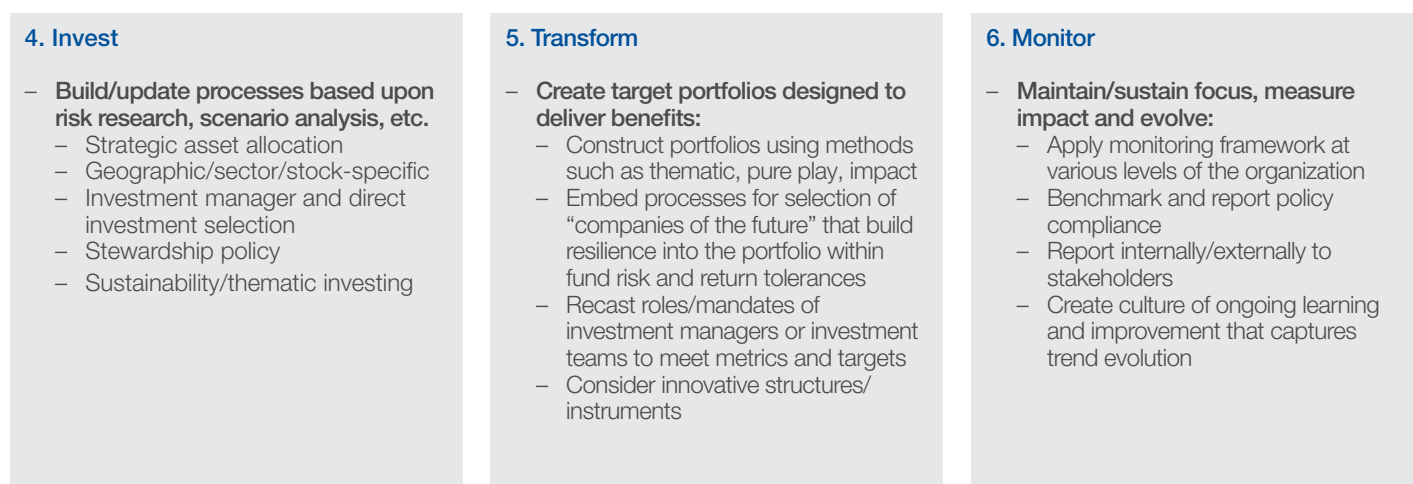 4. Invest
– Build/update processes based upon
risk research, scenario analysis, etc.
– Strategic asset allocation
– Geographic/sector/stock-specific
– Investment manager and direct
investment selection
– Stewardship policy
– Sustainability/thematic investing
5. Transform
– Create target portfolios designed to
deliver benefits:
– Construct portfolios using methods
such as thematic, pure play, impact
– Embed processes for selection of
“companies of the future” that build
resilience into the portfolio within
fund risk and return tolerances
– Recast roles/mandates of
investment managers or investment
teams to meet metrics and targets
– Consider innovative structures/
instruments
6. Monitor
– Maintain/sustain focus, measure
impact and evolve:
– Apply monitoring framework at
various levels of the organization
– Benchmark and report policy
compliance
– Report internally/externally to
stakeholders
– Create culture of ongoing learning
and improvement that captures
trend evolution